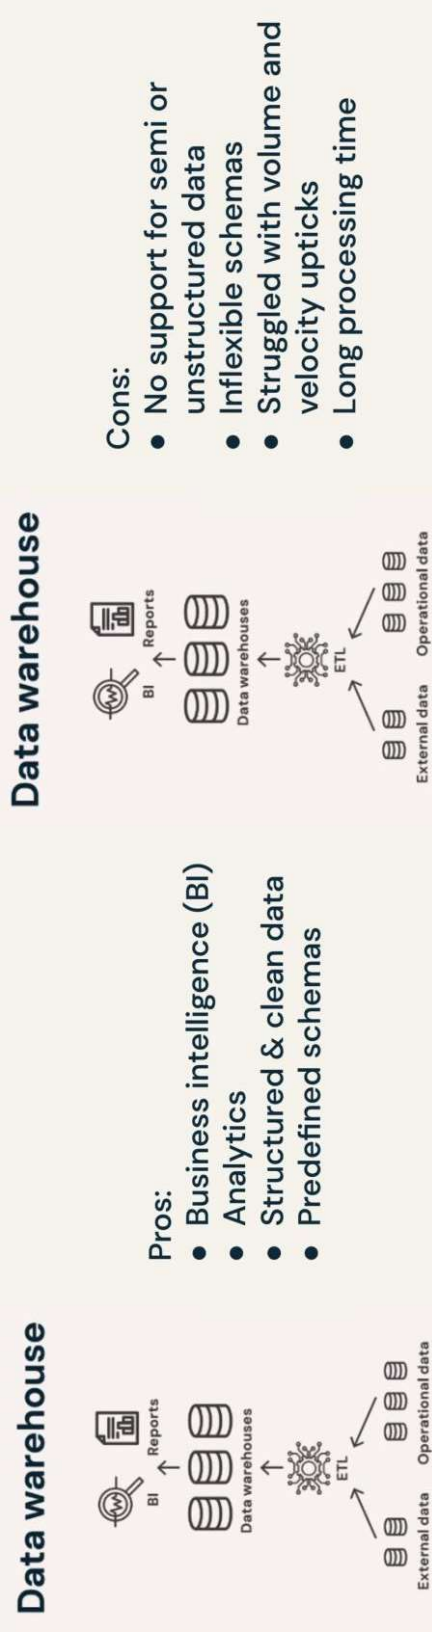 Data warehouse
BI
Reports
Data warehouses
ETL
External data
Operational data
Pros:
● Business intelligence (BI)
● Analytics
● Structured & clean data
● Predefined schemas
Data warehouse
BI
Reports
Data warehouses
ETL
External data
Operational data
Cons:
● No support for semi or
unstructured data
● Inflexible schemas
● Struggled with volume and
velocity upticks
● Long processing time